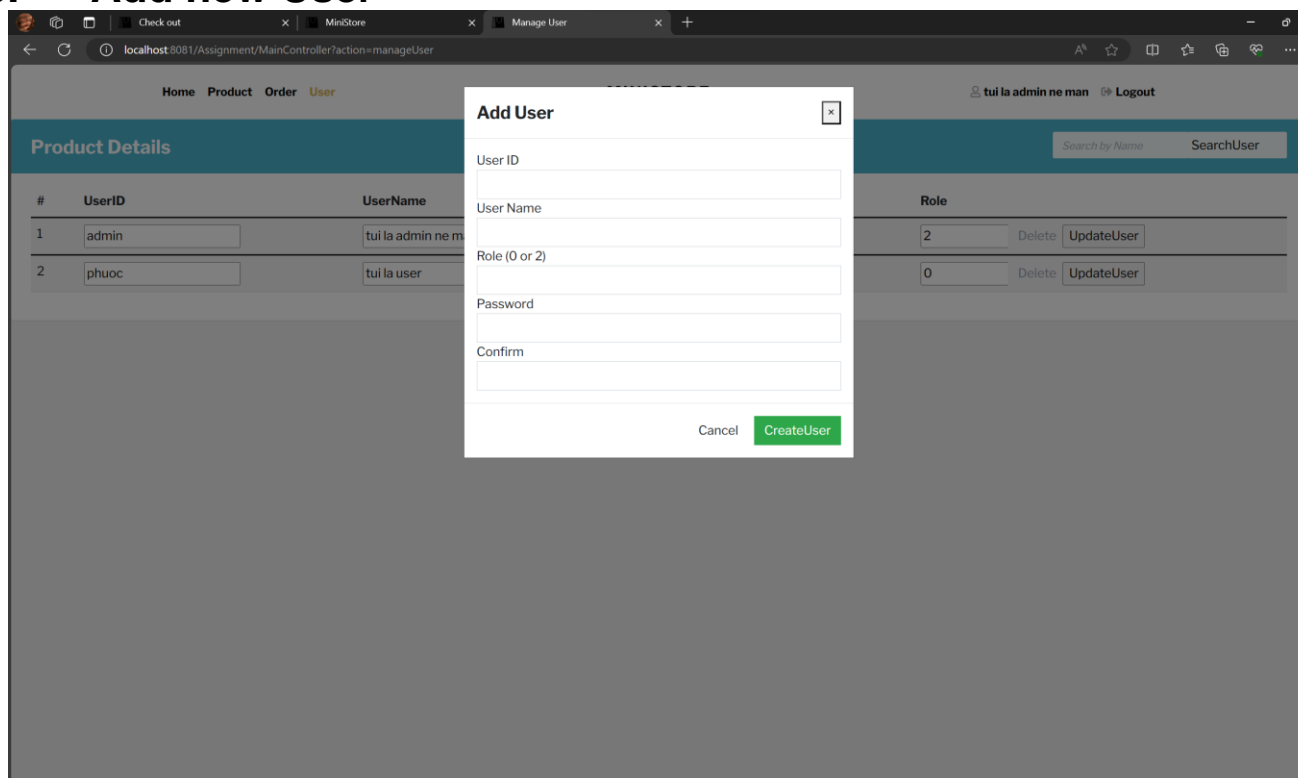 Add new User
Check out
MiniStore
Manage User
localhost:8081/Assignment/MainController?action=manageUser
Home Product Order User
tui la admin ne man Logout
Product Details
Search by Name SearchUser
# UserID UserName Role
1 admin tui la admin ne m 2 Delete UpdateUser
2 phuoc tui la user 0 Delete UpdateUser
Add User
×
User ID
User Name
Role (0 or 2)
Password
Confirm
Cancel CreateUser